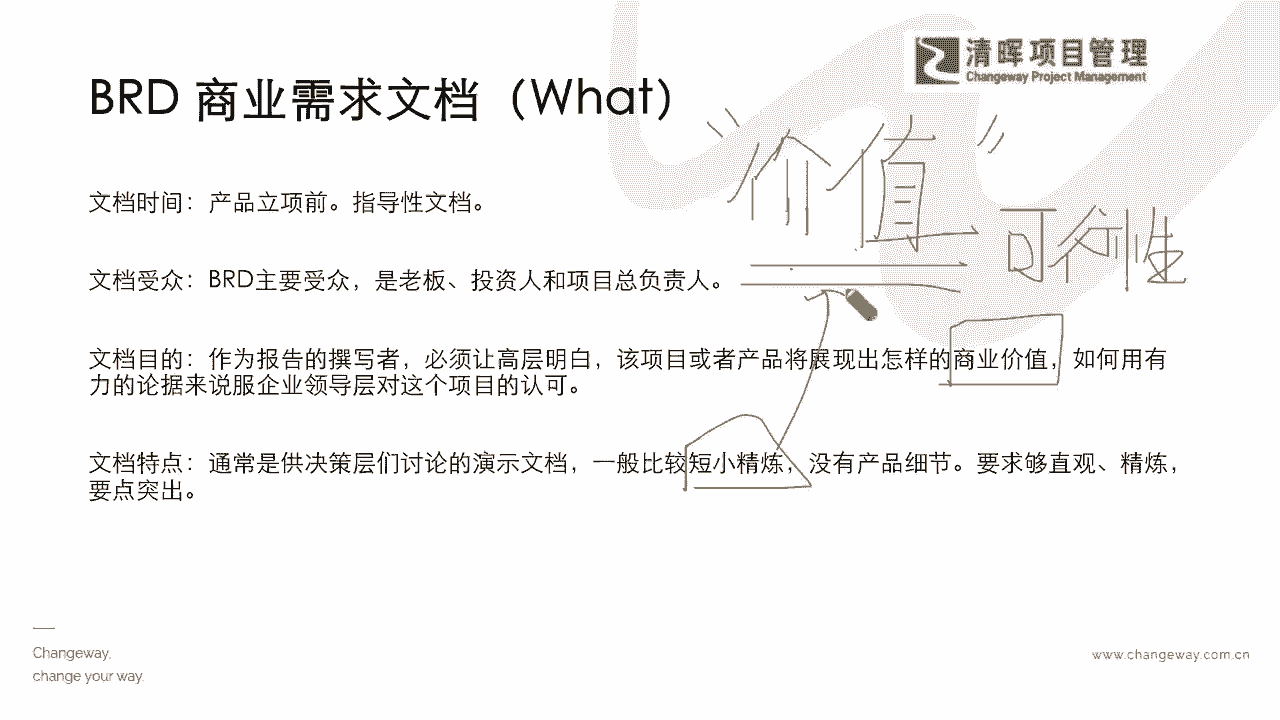 清晖项目管理
Changeway Project Management
BRD 商业需求文档（What）
“价值”
文档时间：产品立项前。指导性文档。
可行性
文档受众：BRD主要受众，是老板、投资人和项目总负责人。
文档目的：作为报告的撰写者，必须让高层明白，该项目或者产品将展现出怎样的商业价值，如何用有
力的论据来说服企业领导层对这个项目的认可。
文档特点：通常是供决策层们讨论的演示文档，一般比较短小精炼，没有产品细节。要求够直观、精炼，
要点突出。
Changeway,
change your way.
www.changeway.com.cn